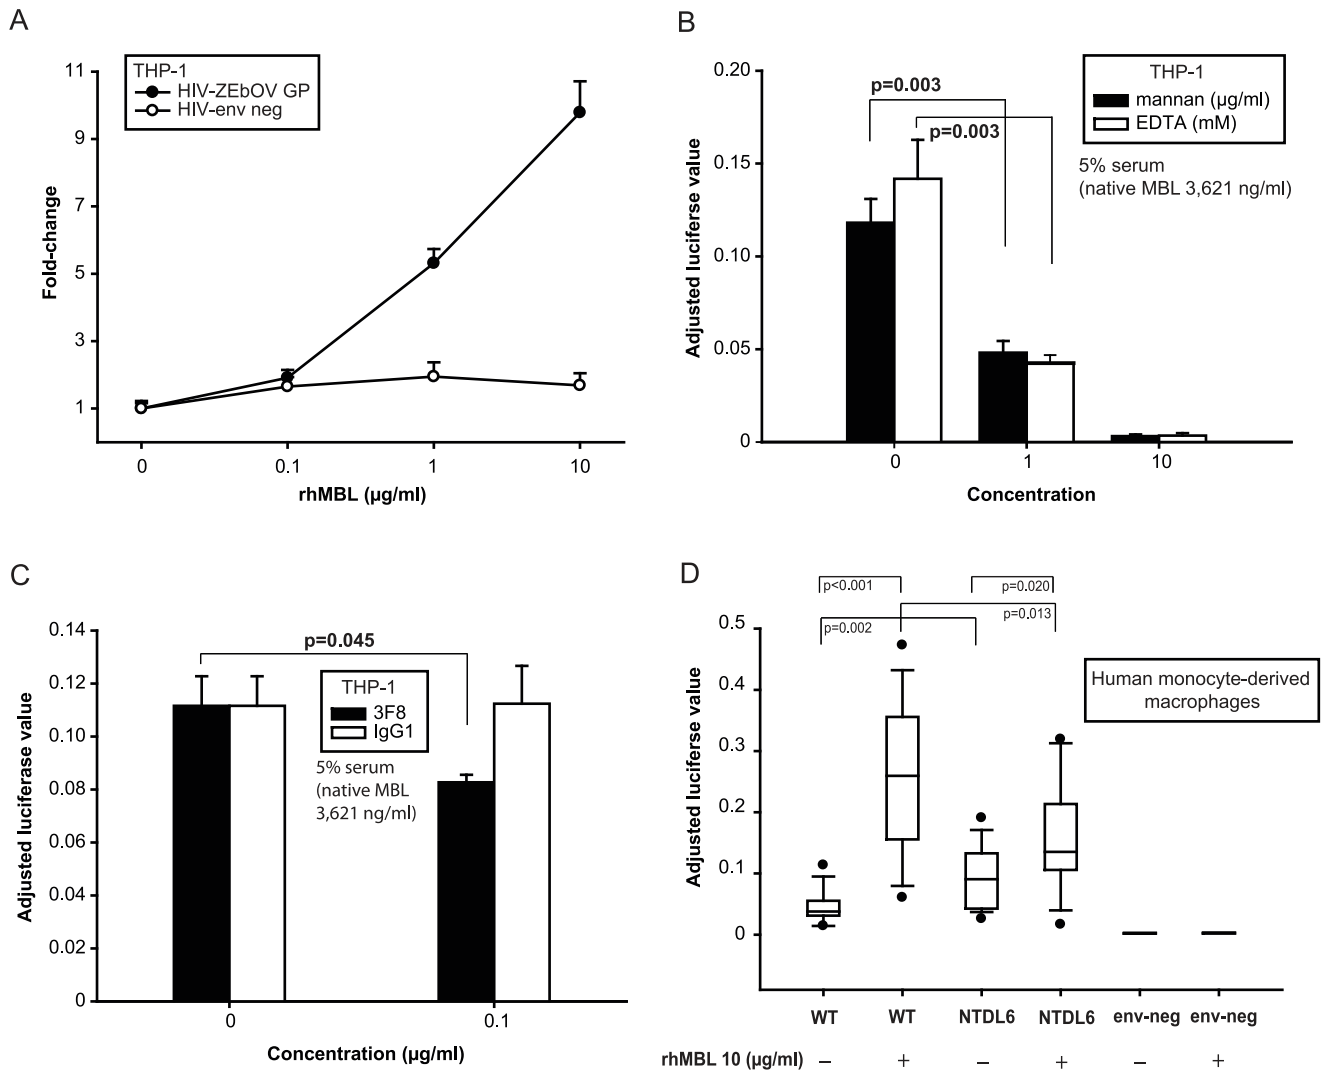 A
THP-1
HIV-ZEbOV GP
HIV-env neg
Fold-change
11
9
7
5
3
1
0
0.1
1
10
rhMBL (µg/ml)
B
THP-1
mannan (µg/ml)
EDTA (mM)
5% serum
(native MBL 3,621 ng/ml)
p=0.003
p=0.003
Adjusted luciferse value
0.20
0.15
0.10
0.05
0
0
1
10
Concentration
C
p=0.045
THP-1
3F8
IgG1
5% serum
(native MBL
3,621 ng/ml)
Adjusted luciferase value
0.14
0.12
0.10
0.08
0.06
0.04
0.02
0
0
0.1
Concentration (µg/ml)
D
p<0.001
p=0.020
p=0.013
p=0.002
Human monocyte-derived
macrophages
Adjusted luciferse value
0.5
0.4
0.3
0.2
0.1
0
WT WT NTDL6 NTDL6 env-neg env-neg
rhMBL 10 (µg/ml) – + – + – +